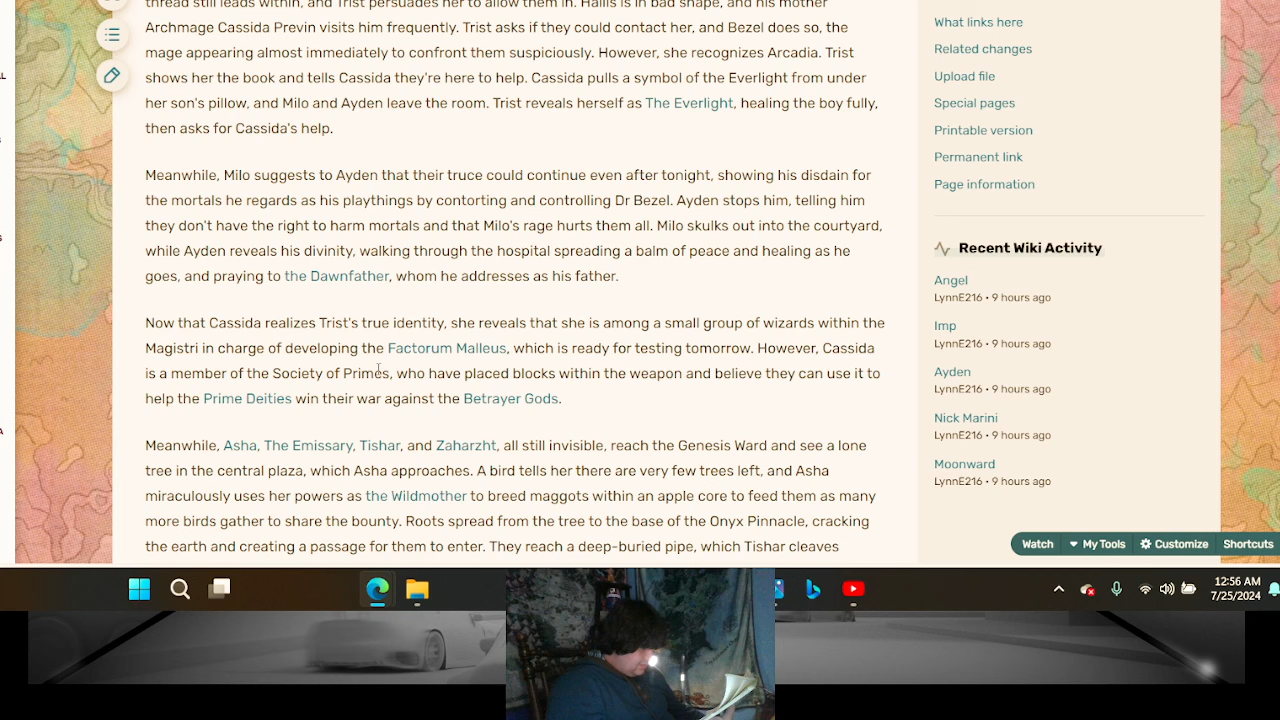 thread still leads within, and Trist persuades her to allow them in. Hallis is in bad shape, and his mother
Archmage Cassida Previn visits him frequently. Trist asks if they could contact her, and Bezel does so, the
mage appearing almost immediately to confront them suspiciously. However, she recognizes Arcadia. Trist
shows her the book and tells Cassida they're here to help. Cassida pulls a symbol of the Everlight from under
her son's pillow, and Milo and Ayden leave the room. Trist reveals herself as The Everlight, healing the boy fully,
then asks for Cassida's help.
Meanwhile, Milo suggests to Ayden that their truce could continue even after tonight, showing his disdain for
the mortals he regards as his playthings by contorting and controlling Dr Bezel. Ayden stops him, telling him
they don't have the right to harm mortals and that Milo's rage hurts them all. Milo skulks out into the courtyard,
while Ayden reveals his divinity, walking through the hospital spreading a balm of peace and healing as he
goes, and praying to the Dawnfather, whom he addresses as his father.
Now that Cassida realizes Trist's true identity, she reveals that she is among a small group of wizards within the
Magistri in charge of developing the Factorum Malleus, which is ready for testing tomorrow. However, Cassida
is a member of the Society of Primes, who have placed blocks within the weapon and believe they can use it to
help the Prime Deities win their war against the Betrayer Gods.
Meanwhile, Asha, The Emissary, Tishar, and Zaharzht, all still invisible, reach the Genesis Ward and see a lone
tree in the central plaza, which Asha approaches. A bird tells her there are very few trees left, and Asha
miraculously uses her powers as the Wildmother to breed maggots within an apple core to feed them as many
more birds gather to share the bounty. Roots spread from the tree to the base of the Onyx Pinnacle, cracking
the earth and creating a passage for them to enter. They reach a deep-buried pipe, which Tishar cleaves
What links here
Related changes
Upload file
Special pages
Printable version
Permanent link
Page information
Recent Wiki Activity
Angel
LynnE216 • 9 hours ago
Imp
LynnE216 • 9 hours ago
Ayden
LynnE216 • 9 hours ago
Nick Marini
LynnE216 • 9 hours ago
Moonward
LynnE216 • 9 hours ago
Watch My Tools Customize Shortcuts
12:56 AM
7/25/2024